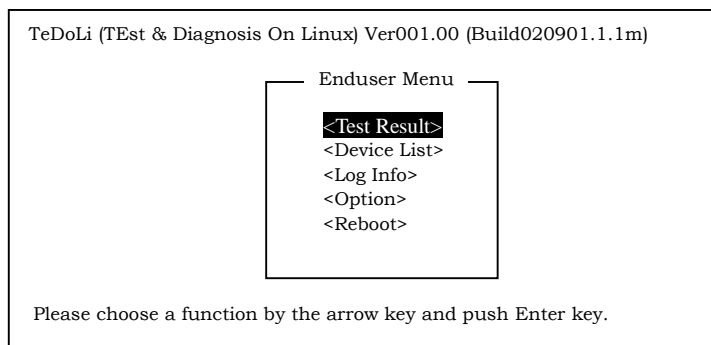 TeDoLi (TEst & Diagnosis On Linux) Ver001.00 (Build020901.1.1m)
Enduser Menu
<Test Result>
<Device List>
<Log Info>
<Option>
<Reboot>
Please choose a function by the arrow key and push Enter key.